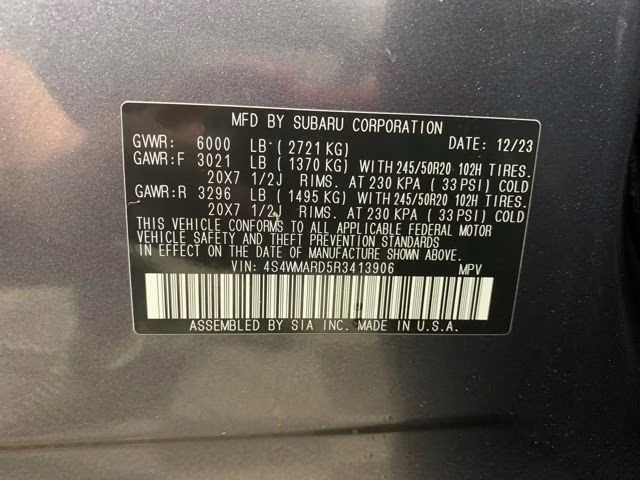 MFD BY SUBARU CORPORATION
GVWR: 6000 LB (2721 KG) DATE: 12/23
GAWR:F 3021 LB (1370 KG) WITH 245/50R20 102H TIRES.
20X7 1/2J RIMS. AT 230 KPA (33 PSI) COLD
GAWR:R 3296 LB (1495 KG) WITH 245/50R20 102H TIRES.
20X7 1/2J RIMS. AT 230 KPA (33 PSI) COLD
THIS VEHICLE CONFORMS TO ALL APPLICABLE FEDERAL MOTOR
VEHICLE SAFETY AND THEFT PREVENTION STANDARDS
IN EFFECT ON THE DATE OF MANUFACTURE SHOWN ABOVE.
VIN: 4S4WMARD5R3413906 MPV
ASSEMBLED BY SIA INC. MADE IN U.S.A.